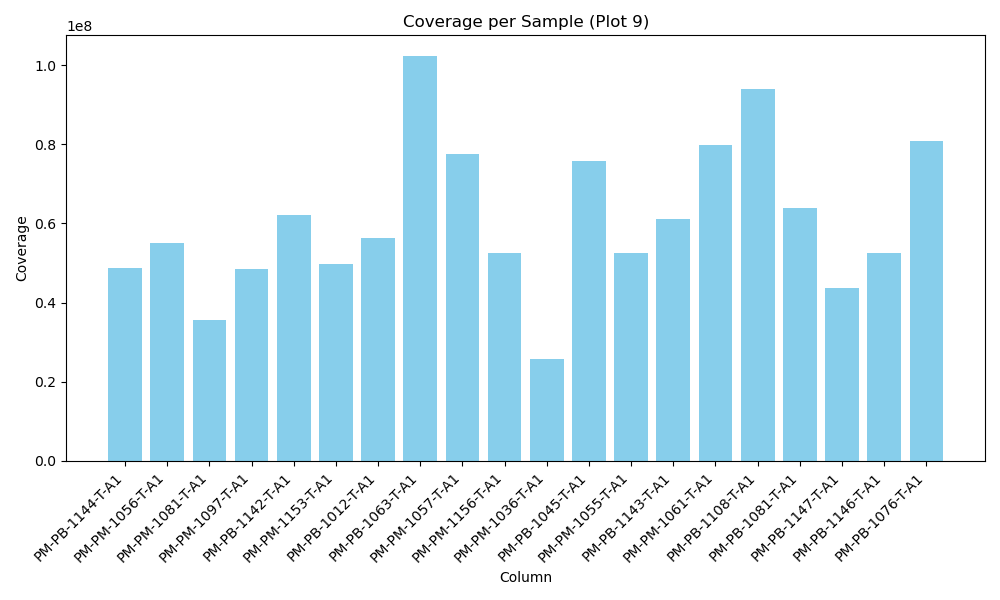 Coverage per Sample (Plot 9)
1e8
1.0
0.8
0.6
0.4
0.2
0.0
Coverage
PM-PB-1144-T-A1
PM-PM-1056-T-A1
PM-PM-1081-T-A1
PM-PM-1097-T-A1
PM-PB-1142-T-A1
PM-PM-1153-T-A1
PM-PB-1012-T-A1
PM-PB-1063-T-A1
PM-PM-1057-T-A1
PM-PM-1156-T-A1
PM-PM-1036-T-A1
PM-PB-1045-T-A1
PM-PM-1055-T-A1
PM-PB-1143-T-A1
PM-PM-1061-T-A1
PM-PB-1108-T-A1
PM-PB-1081-T-A1
PM-PB-1147-T-A1
PM-PB-1146-T-A1
PM-PB-1076-T-A1
Column